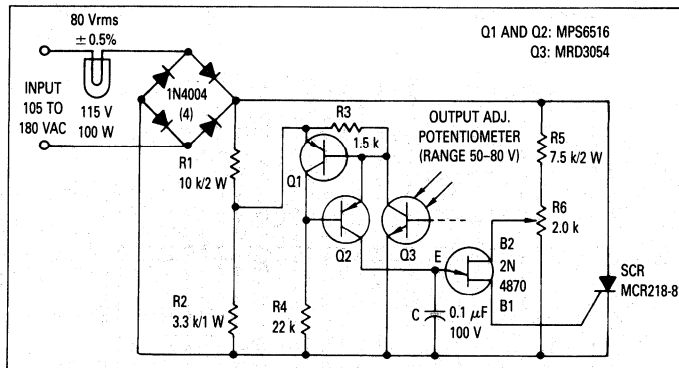 80 Vrms
± 0.5%
Q1 AND Q2: MPS6516
Q3: MRD3054
INPUT
105 TO
180 VAC
1N4004
(4)
115 V
100 W
R1
10 k/2 W
R3
1.5 k
OUTPUT ADJ.
POTENTIOMETER
(RANGE 50–80 V)
R5
7.5 k/2 W
Q1
Q2
Q3
R6
2.0 k
E
B2
2N
4870
B1
SCR
MCR218-8
R2
3.3 k/1 W
R4
22 k
C
0.1 μF
100 V